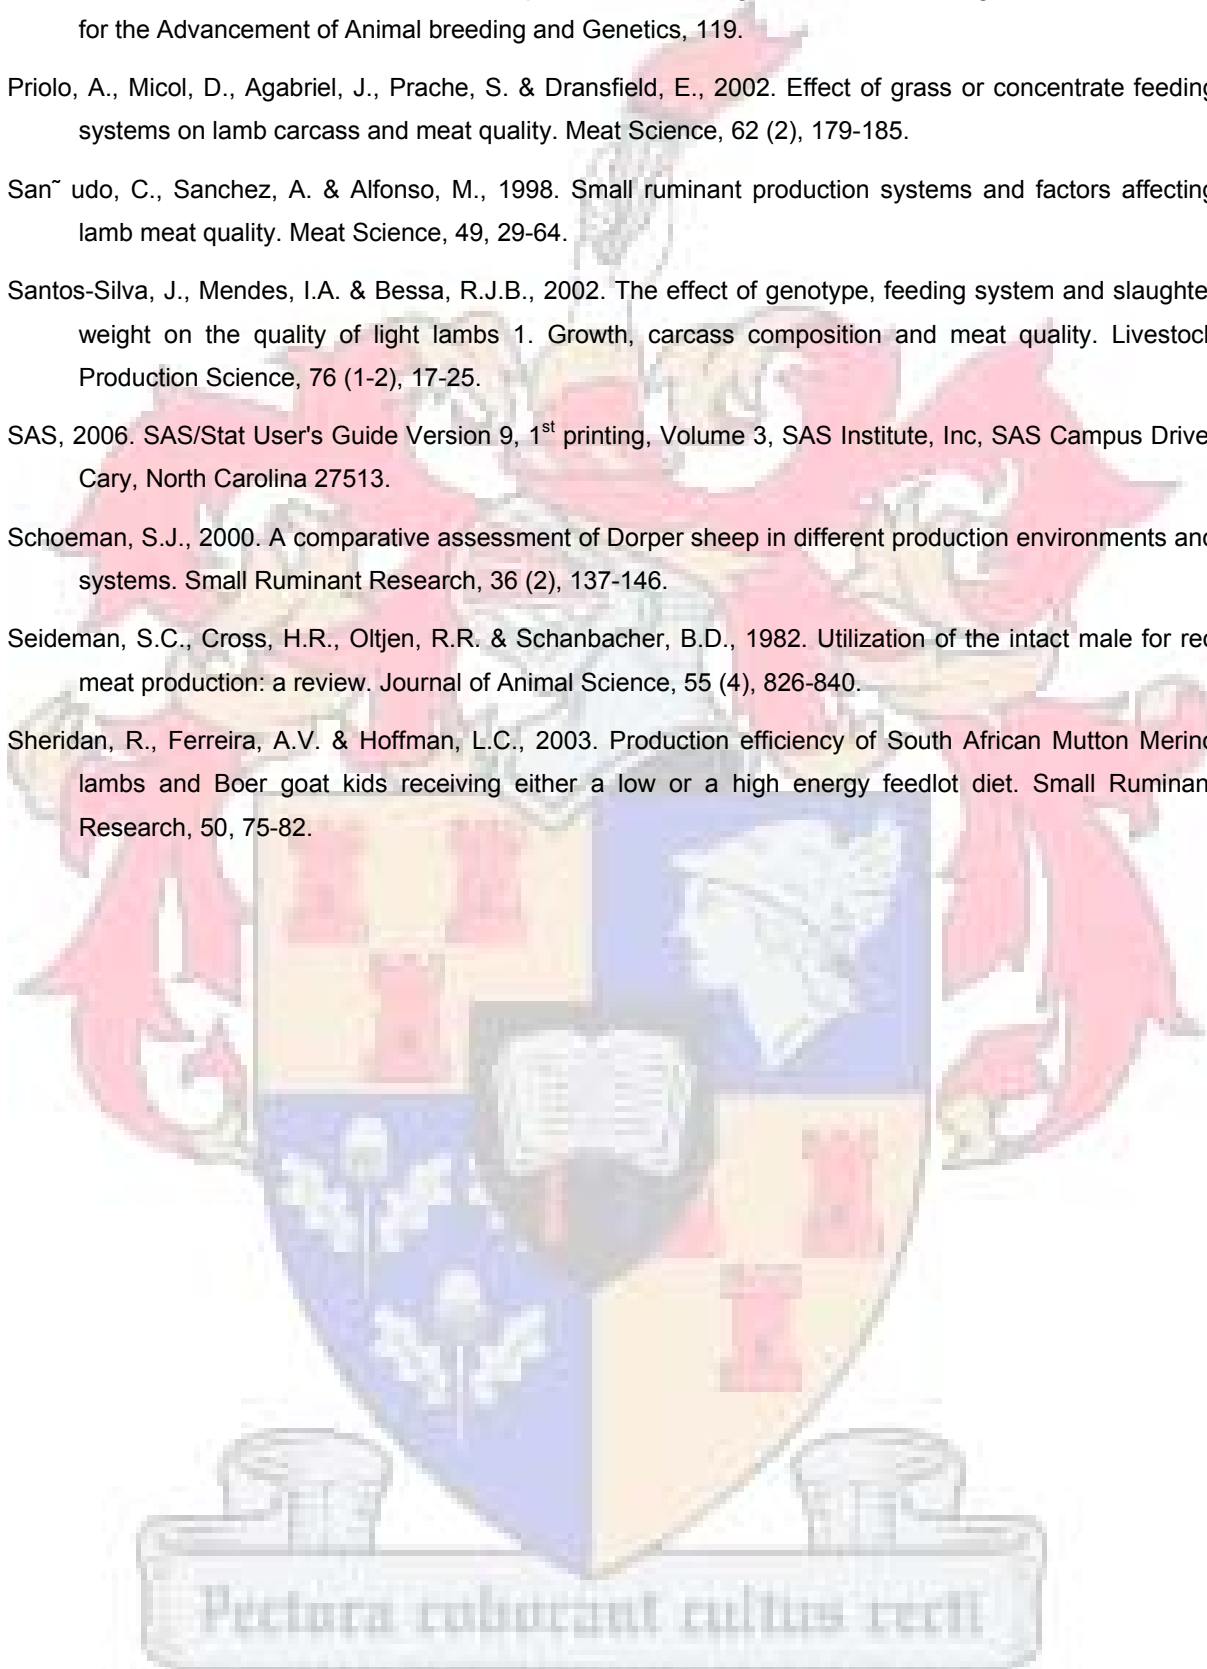 for the Advancement of Animal breeding and Genetics, 119.
Priolo, A., Micol, D., Agabriel, J., Prache, S. & Dransfield, E., 2002. Effect of grass or concentrate feeding
systems on lamb carcass and meat quality. Meat Science, 62 (2), 179-185.
San˜ udo, C., Sanchez, A. & Alfonso, M., 1998. Small ruminant production systems and factors affecting
lamb meat quality. Meat Science, 49, 29-64.
Santos-Silva, J., Mendes, I.A. & Bessa, R.J.B., 2002. The effect of genotype, feeding system and slaughte
weight on the quality of light lambs 1. Growth, carcass composition and meat quality. Livestoc
Production Science, 76 (1-2), 17-25.
SAS, 2006. SAS/Stat User's Guide Version 9, 1st printing, Volume 3, SAS Institute, Inc, SAS Campus Drive
Cary, North Carolina 27513.
Schoeman, S.J., 2000. A comparative assessment of Dorper sheep in different production environments and
systems. Small Ruminant Research, 36 (2), 137-146.
Seideman, S.C., Cross, H.R., Oltjen, R.R. & Schanbacher, B.D., 1982. Utilization of the intact male for red
meat production: a review. Journal of Animal Science, 55 (4), 826-840.
Sheridan, R., Ferreira, A.V. & Hoffman, L.C., 2003. Production efficiency of South African Mutton Merino
lambs and Boer goat kids receiving either a low or a high energy feedlot diet. Small Ruminan
Research, 50, 75-82.
Pectora roborant cultus recti